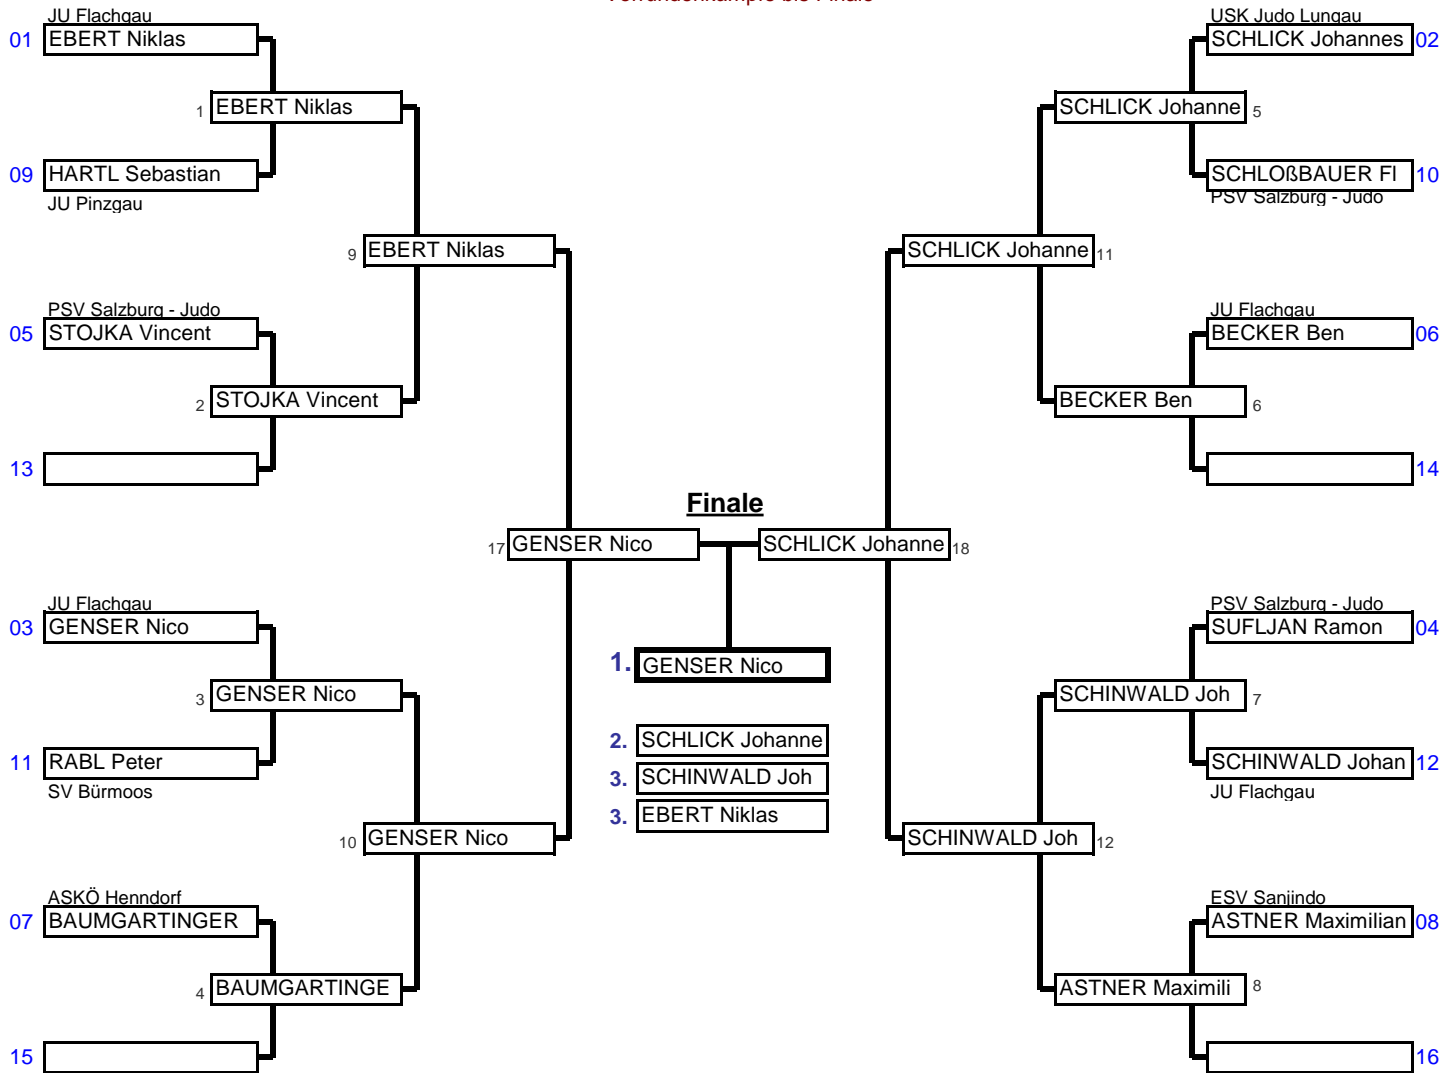 Vorrundenkämpfe bis Finale
JU Flachgau
01 EBERT Niklas
1 EBERT Niklas
09 HARTL Sebastian
JU Pinzgau
9 EBERT Niklas
PSV Salzburg - Judo
05 STOJKA Vincent
2 STOJKA Vincent
13
17 GENSER Nico
JU Flachgau
03 GENSER Nico
3 GENSER Nico
11 RABL Peter
SV Bürmoos
10 GENSER Nico
ASKÖ Henndorf
07 BAUMGARTINGER
4 BAUMGARTINGE
15
Finale
1. GENSER Nico
2. SCHLICK Johanne
3. SCHINWALD Joh
3. EBERT Niklas
USK Judo Lungau
SCHLICK Johannes 02
SCHLICK Johanne 5
SCHLOßBAUER Fl 10
PSV Salzburg - Judo
SCHLICK Johanne 11
JU Flachgau
BECKER Ben 06
BECKER Ben 6
14
SCHLICK Johanne 18
PSV Salzburg - Judo
SUFLJAN Ramon 04
SCHINWALD Joh 7
SCHINWALD Johan 12
JU Flachgau
SCHINWALD Joh 12
ESV Sanjindo
ASTNER Maximilian 08
ASTNER Maximili 8
16